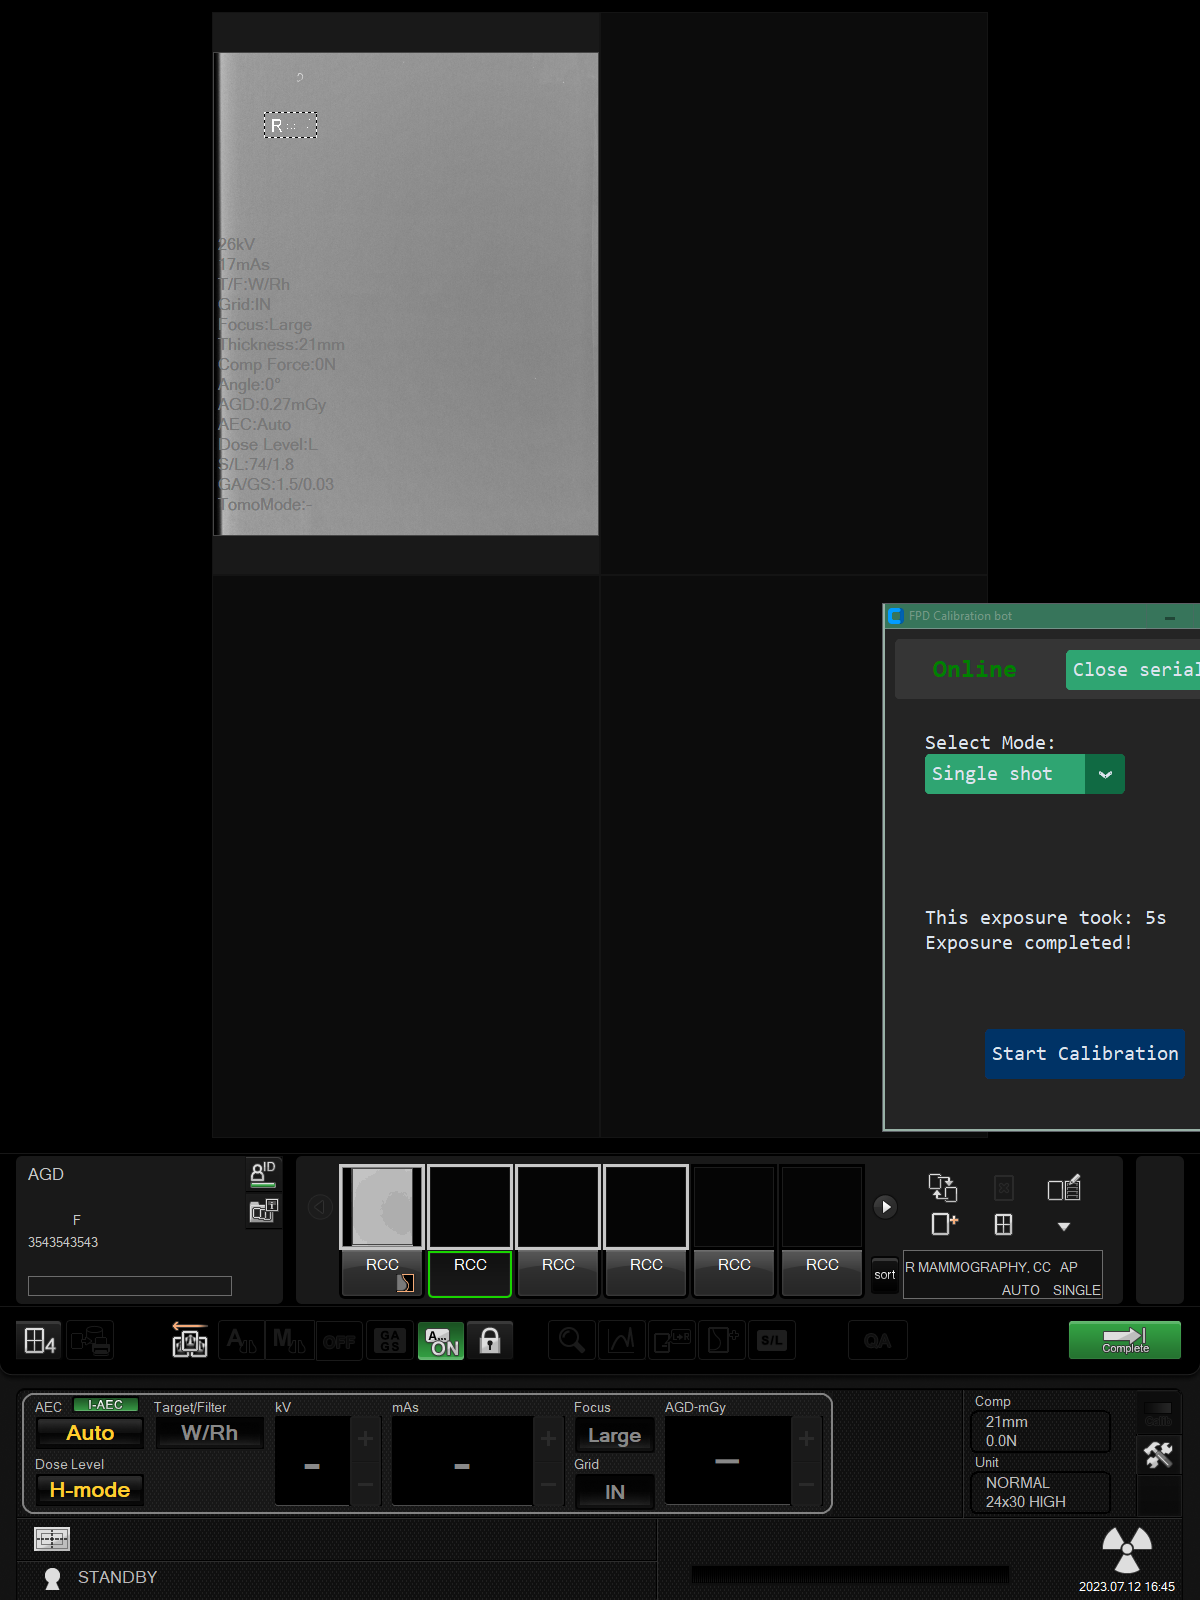 R
26kV
17mAs
T/F:W/Rh
Grid:IN
Focus:Large
Thickness:21mm
Comp Force:0N
Angle:0°
AGD:0.27mGy
AEC:Auto
Dose Level:L
S/L:74/1.8
GA/GS:1.5/0.03
TomoMode:-
FPD Calibration bot
Online
Close serial
Select Mode:
Single shot
This exposure took: 5s
Exposure completed!
Start Calibration
AGD
ID
F
3543543543
RCC
RCC
RCC
RCC
RCC
RCC
sort
R MAMMOGRAPHY, CC AP
AUTO SINGLE
4
A
M
OFF
GA
GS
A...
ON
L→R
S/L
QA
Complete
AEC
I-AEC
Target/Filter
kV
mAs
Focus
AGD-mGy
Auto
W/Rh
Large
Dose Level
Grid
H-mode
IN
Comp
21mm
0.0N
Unit
NORMAL
24x30 HIGH
STANDBY
2023.07.12 16:45